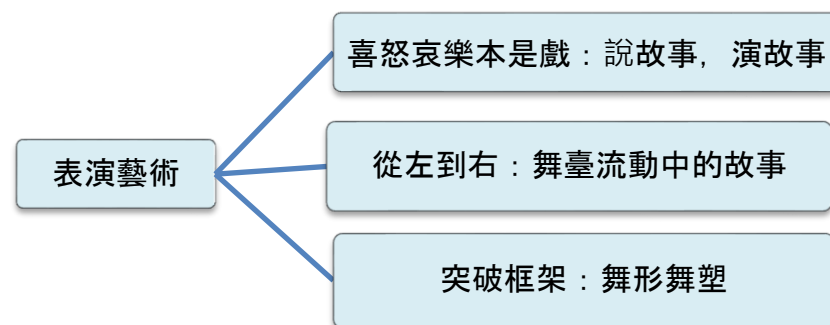 喜怒哀樂本是戲：說故事，演故事
表演藝術
從左到右：舞臺流動中的故事
突破框架：舞形舞塑